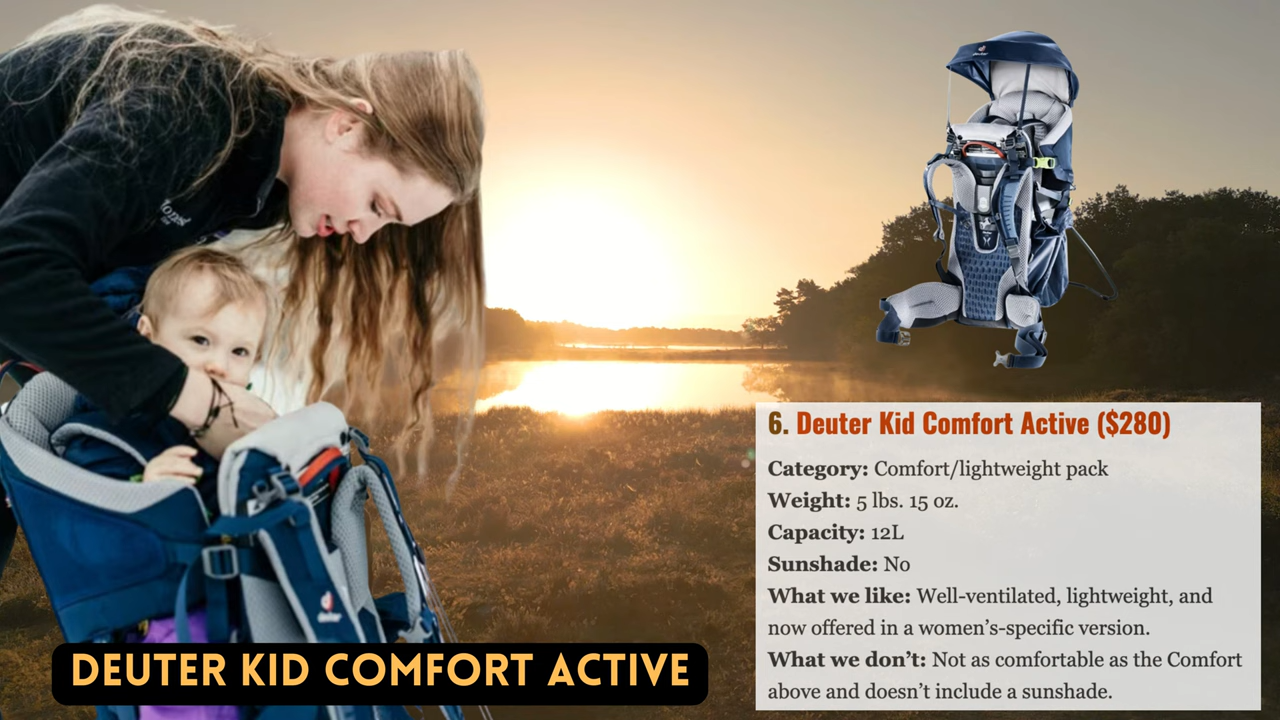 6. Deuter Kid Comfort Active ($280)
Category: Comfort/lightweight pack
Weight: 5 lbs. 15 oz.
Capacity: 12L
Sunshade: No
What we like: Well-ventilated, lightweight, and
now offered in a women’s-specific version.
What we don’t: Not as comfortable as the Comfort
above and doesn’t include a sunshade.
DEUTER KID COMFORT ACTIVE